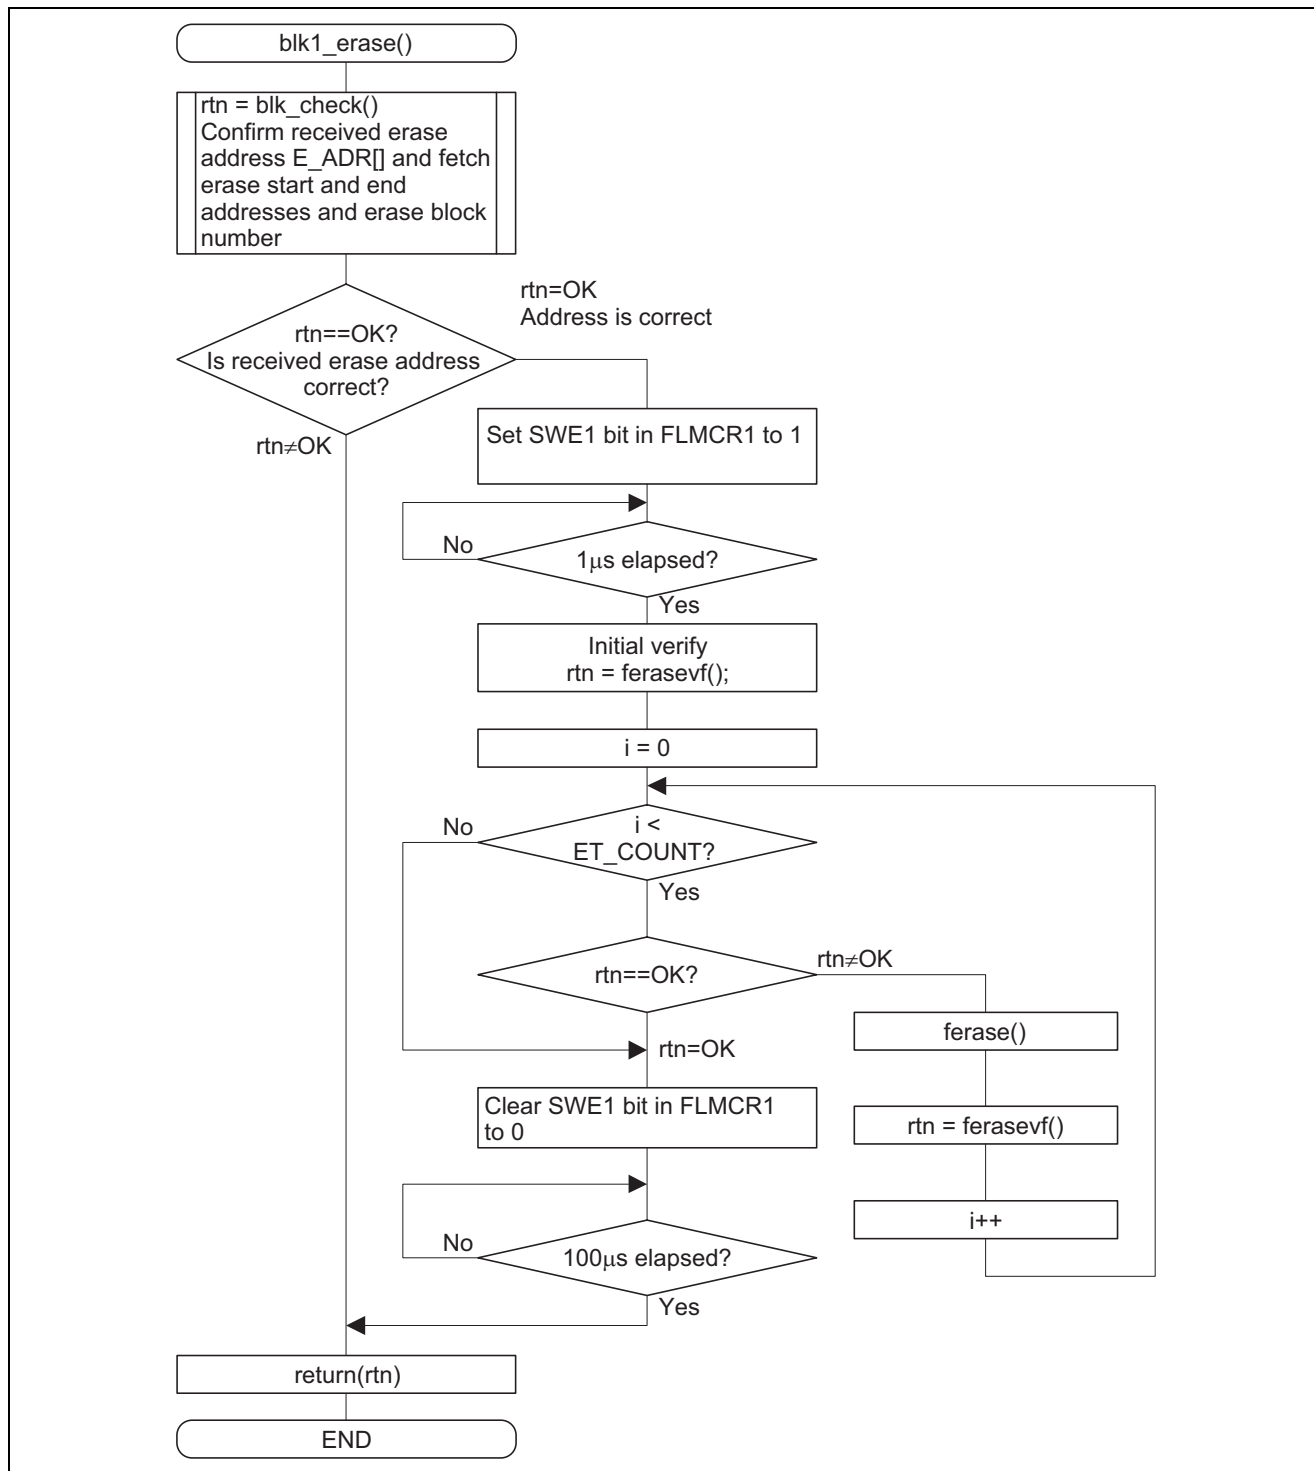 blk1_erase()
rtn = blk_check()
Confirm received erase
address E_ADR[] and fetch
erase start and end
addresses and erase block
number
rtn=OK
Address is correct
rtn==OK?
Is received erase address
correct?
rtn≠OK
Set SWE1 bit in FLMCR1 to 1
No
1μs elapsed?
Yes
Initial verify
rtn = ferasevf();
i = 0
No
i <
ET_COUNT?
Yes
rtn==OK?
rtn≠OK
ferase()
rtn=OK
Clear SWE1 bit in FLMCR1
to 0
rtn = ferasevf()
i++
No
100μs elapsed?
Yes
return(rtn)
END